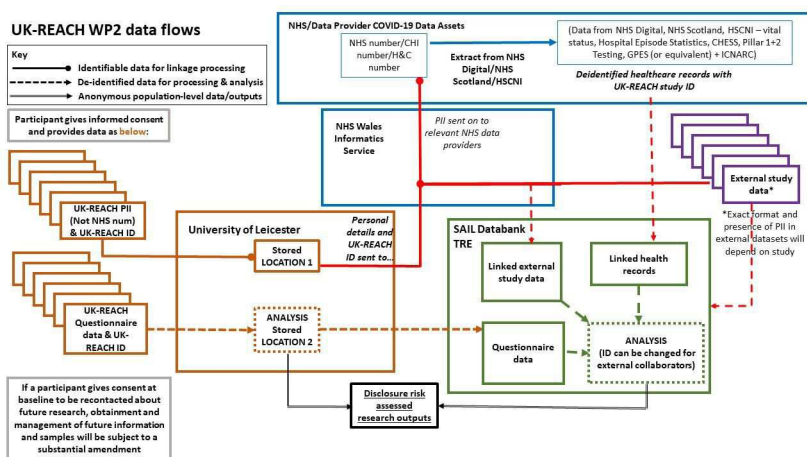 UK-REACH WP2 data flows
Key
Identifiable data for linkage processing
De-identified data for processing & analysis
Anonymous population-level data/outputs
Participant gives informed consent
and provides data as below:
UK-REACH PII
(Not NHS num)
& UK-REACH ID
UK-REACH
Questionnaire
data & UK-
REACH ID
If a participant gives consent at
baseline to be recontacted about
future research, obtainment and
management of future information
and samples will be subject to a
substantial amendment
NHS/Data Provider COVID-19 Data Assets
NHS number/CHI
number/H&C
number
Extract from NHS
Digital/NHS
Scotland/HSCNI
(Data from NHS Digital, NHS Scotland, HSCNI – vital
status, Hospital Episode Statistics, CHESS, Pillar 1+2
Testing, GPES (or equivalent) + ICNARC)
Deidentified healthcare records with
UK-REACH study ID
NHS Wales
Informatics
Service
PII sent on to
relevant NHS data
providers
External study
data*
*Exact format and
presence of PII in
external datasets will
depend on study
University of Leicester
Personal
details and
UK-REACH
ID sent to...
Stored
LOCATION 1
ANALYSIS
Stored
LOCATION 2
SAIL Databank
TRE
Linked external
study data
Linked health
records
Questionnaire
data
ANALYSIS
(ID can be changed for
external collaborators)
Disclosure risk
assessed
research outputs